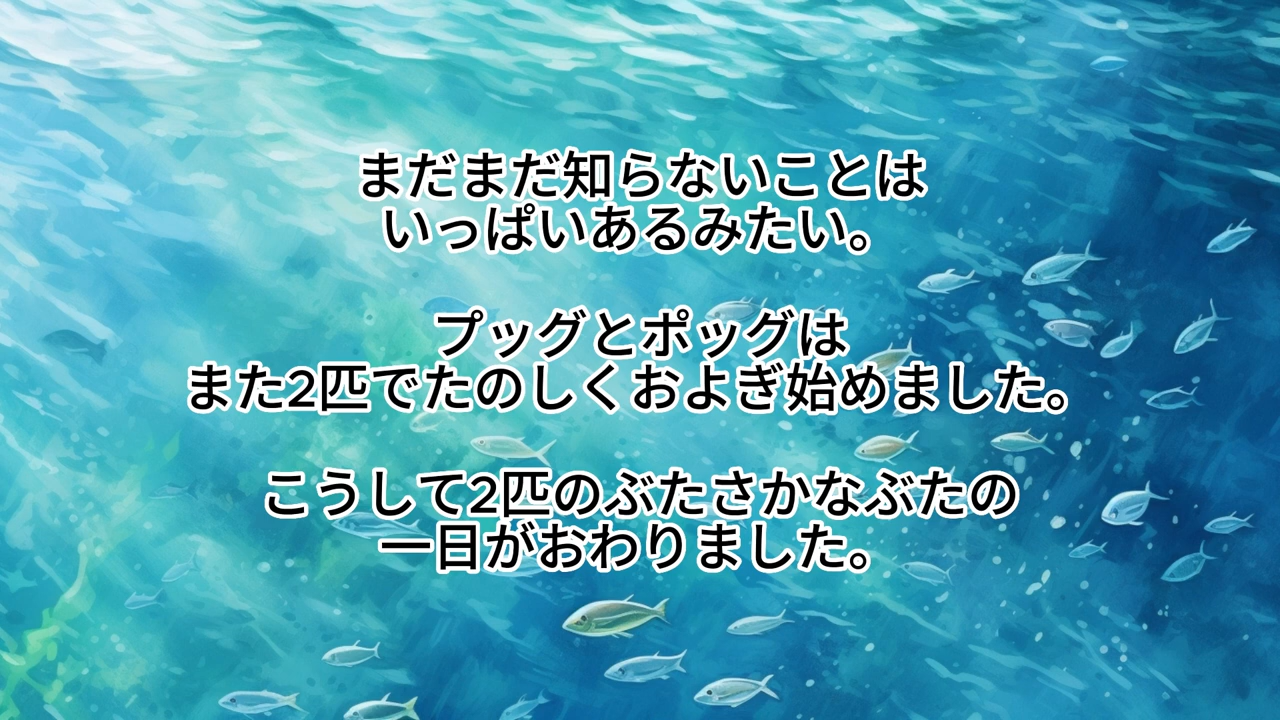 まだまだ知らないことは
いっぱいあるみたい。
プッグとポッグは
また2匹でたのしくおよぎ始めました。
こうして2匹のぶたさかなぶたの
一日がおわりました。